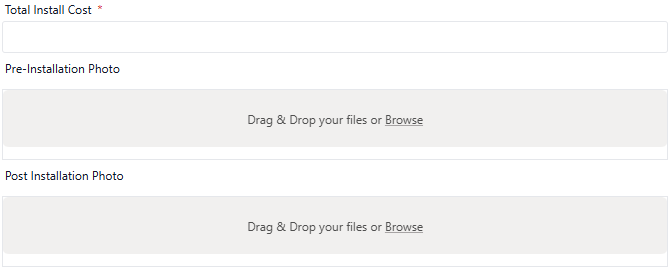 Total Install Cost *
Pre-Installation Photo
Drag & Drop your files or Browse
Post Installation Photo
Drag & Drop your files or Browse